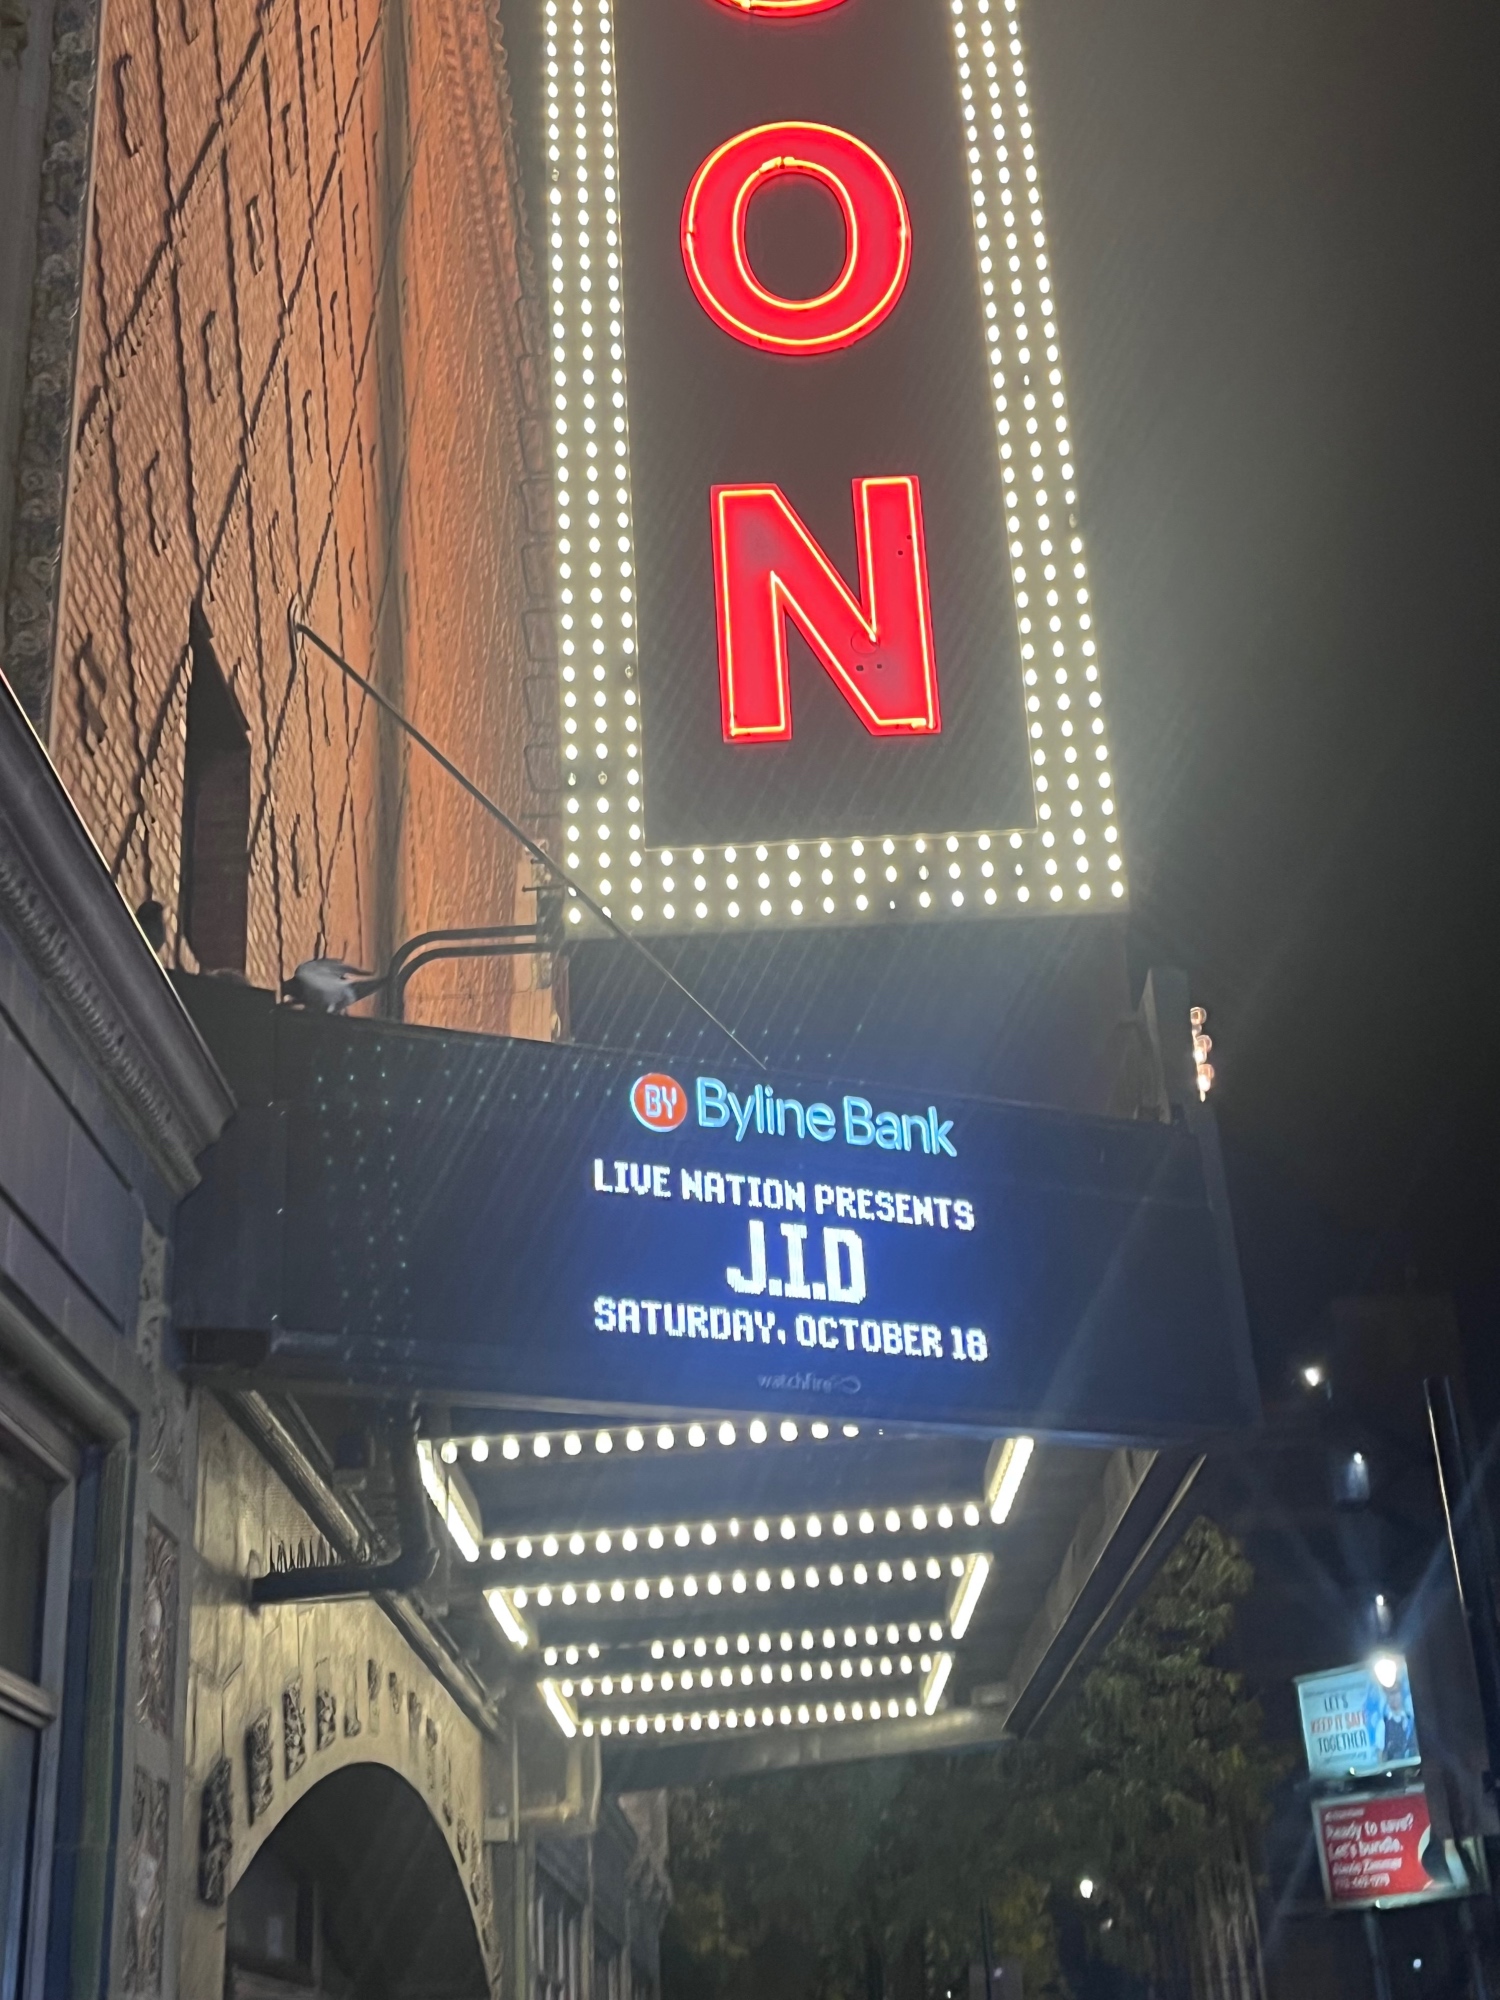 O
N
BY Byline Bank
LIVE NATION PRESENTS
J.I.D
SATURDAY, OCTOBER 18
watchfire
LET'S
KEEP IT SAFE
TOGETHER
Ready to save?
Let's bundle.